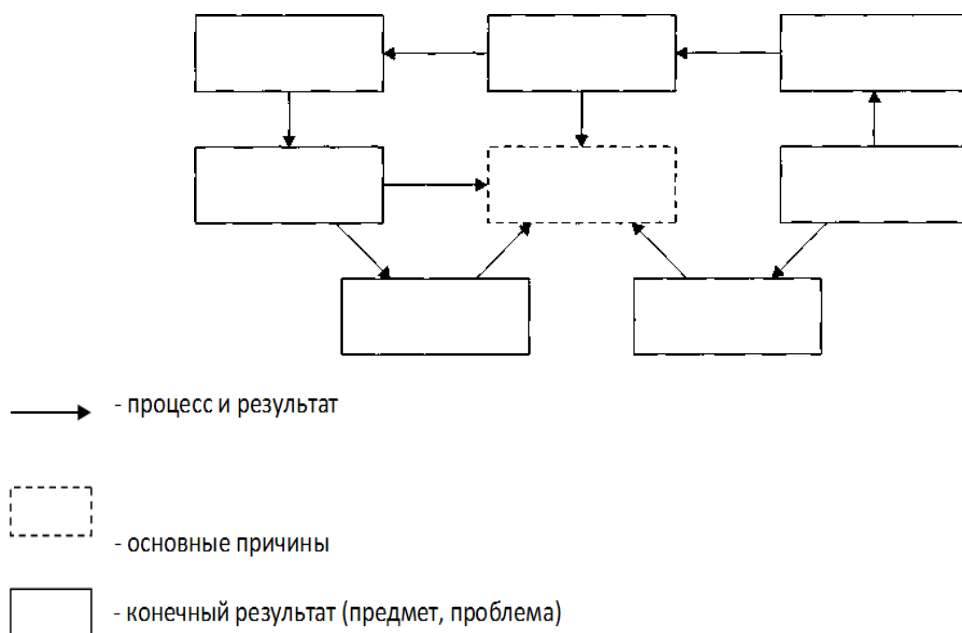 - процесс и результат
- основные причины
- конечный результат (предмет, проблема)